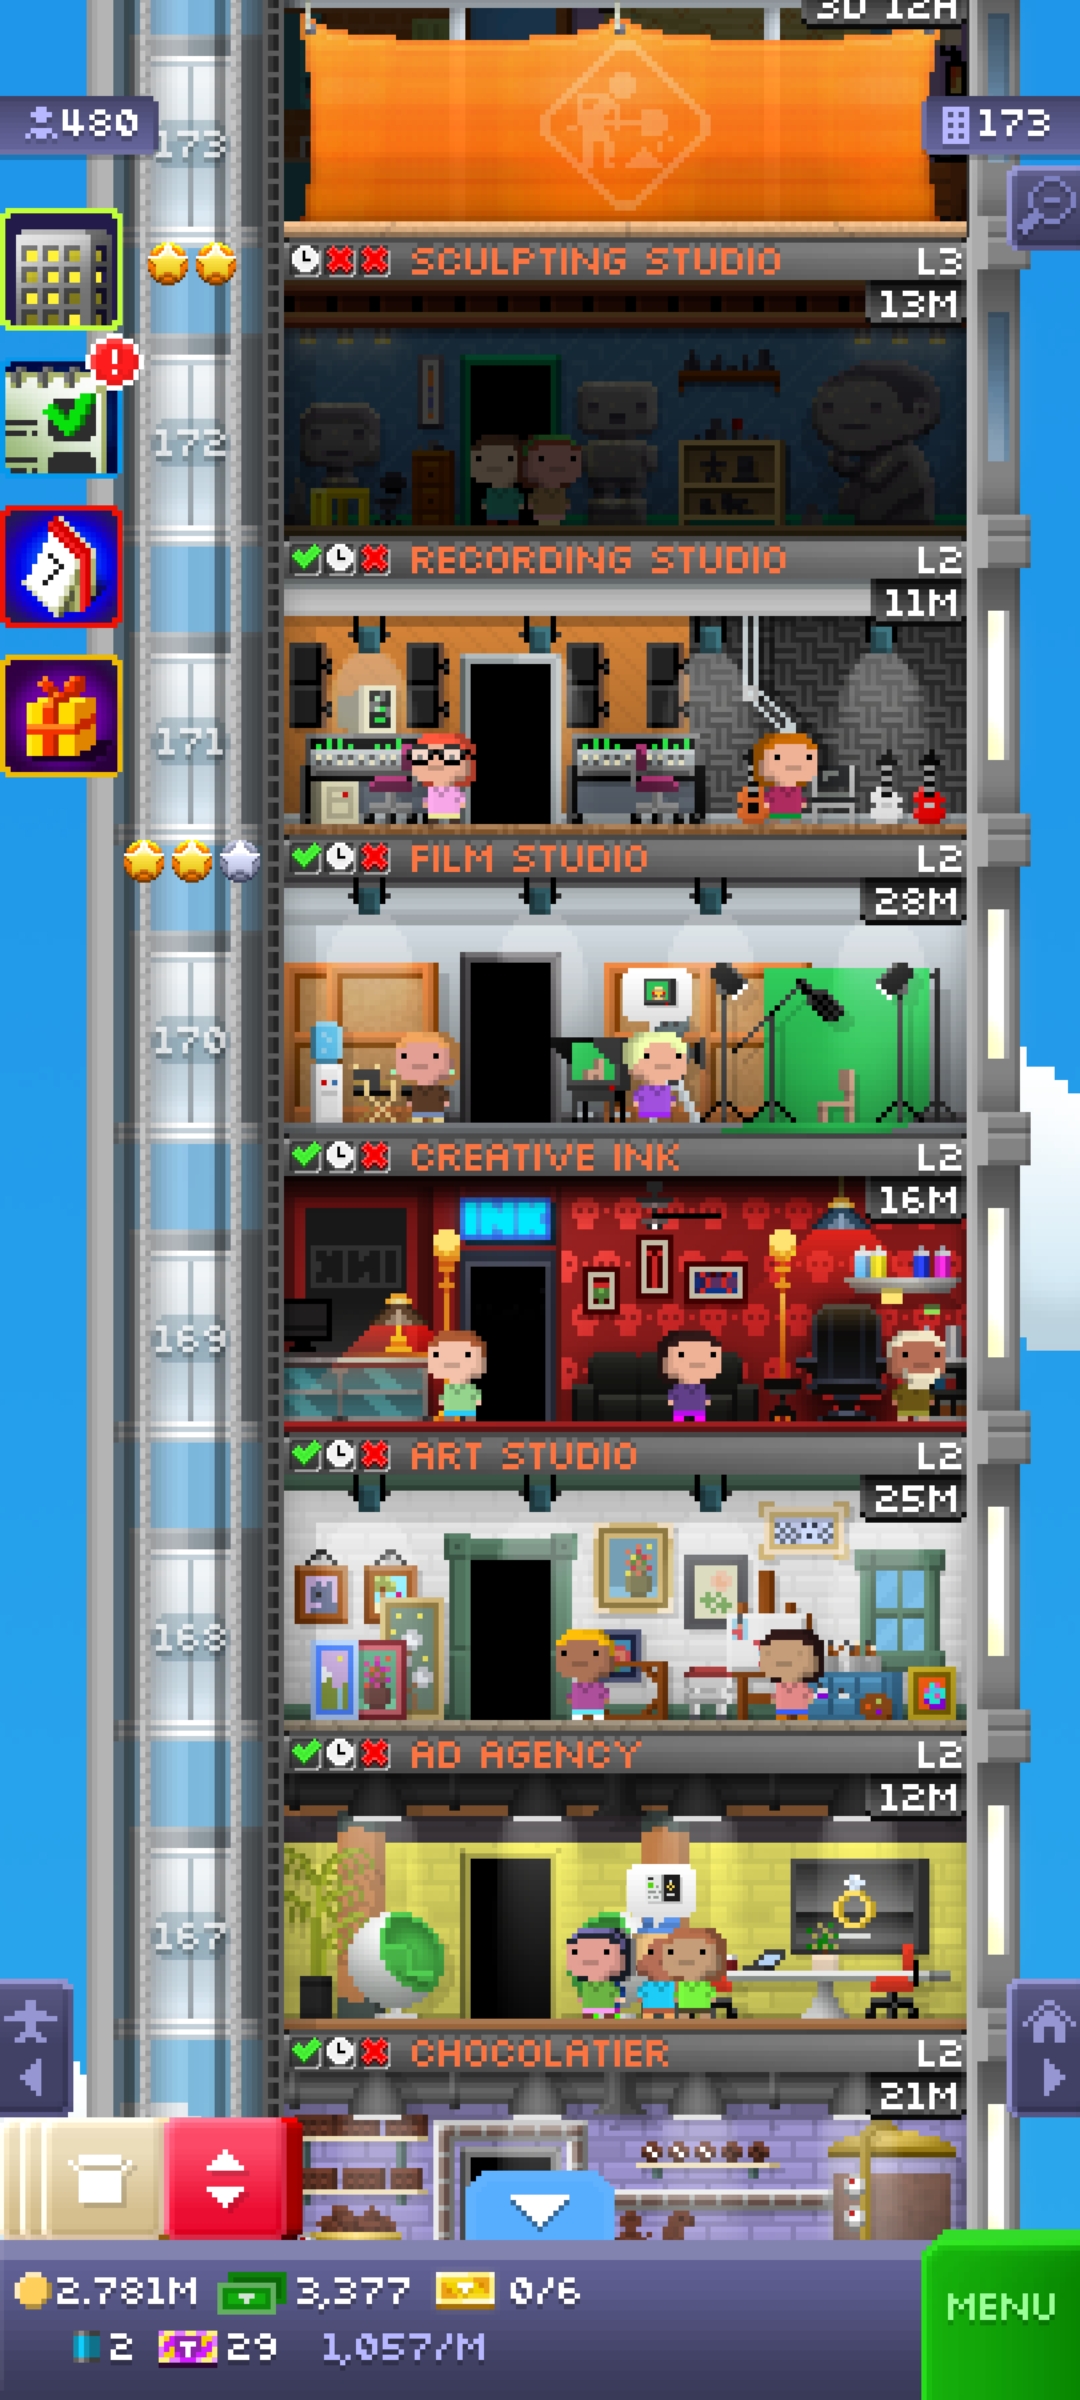 3D 12H
480
173
173
SCULPTING STUDIO L3
13M
172
RECORDING STUDIO L2
11M
171
FILM STUDIO L2
28M
170
CREATIVE INK L2
16M
INK
INK
169
ART STUDIO L2
25M
168
AD AGENCY L2
12M
167
CHOCOLATIER L2
21M
2.781M 3,377 0/6
2 29 1,057/M
MENU